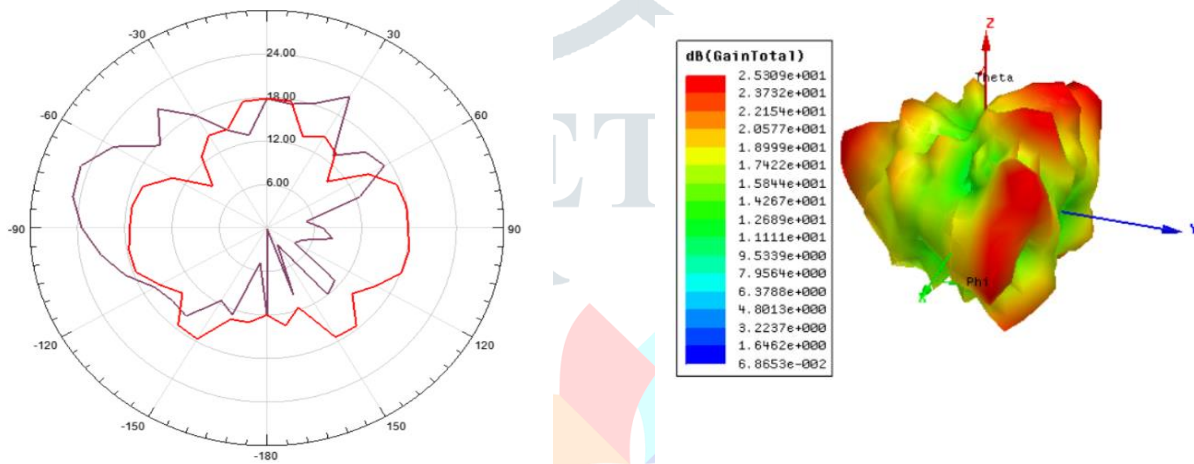 -30
0
30
24.00
-60
18.00
60
12.00
6.00
-90
90
-120
120
-150
150
-180
CT
dB(GainTotal)
2.5309e+001
2.3732e+001
2.2154e+001
2.0577e+001
1.8999e+001
1.7422e+001
1.5844e+001
1.4267e+001
1.2689e+001
1.1111e+001
9.5339e+000
7.9564e+000
6.3788e+000
4.8013e+000
3.2237e+000
1.6462e+000
6.8653e-002
Z
Theta
Y
Phi
X